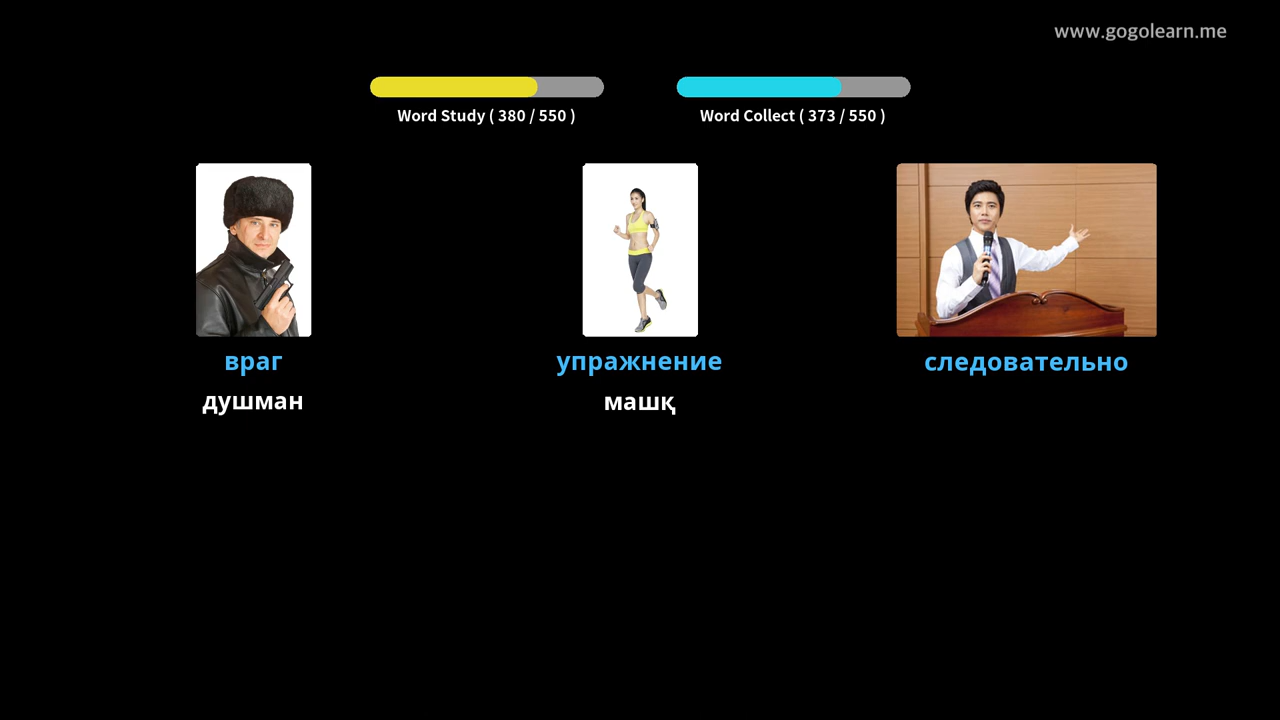 www.gogolearn.me
Word Study ( 380 / 550 )
Word Collect ( 373 / 550 )
враг
упражнение
следовательно
душман
машқ